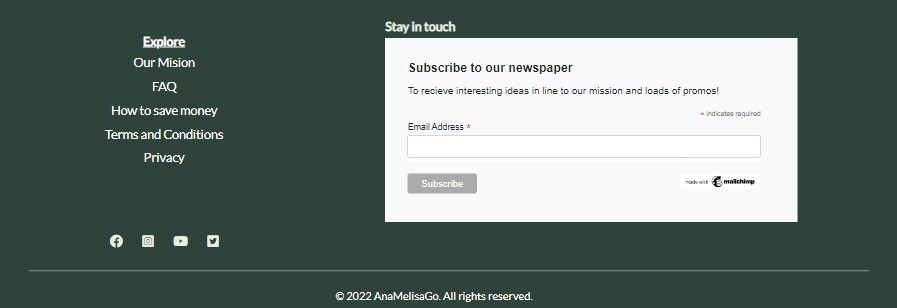 Explore
Our Mision
FAQ
How to save money
Terms and Conditions
Privacy
Stay in touch
Subscribe to our newspaper
To recieve interesting ideas in line to our mission and loads of promos!
* indicates required
Email Address *
Subscribe
made with mailchimp
© 2022 AnaMelisaGo. All rights reserved.